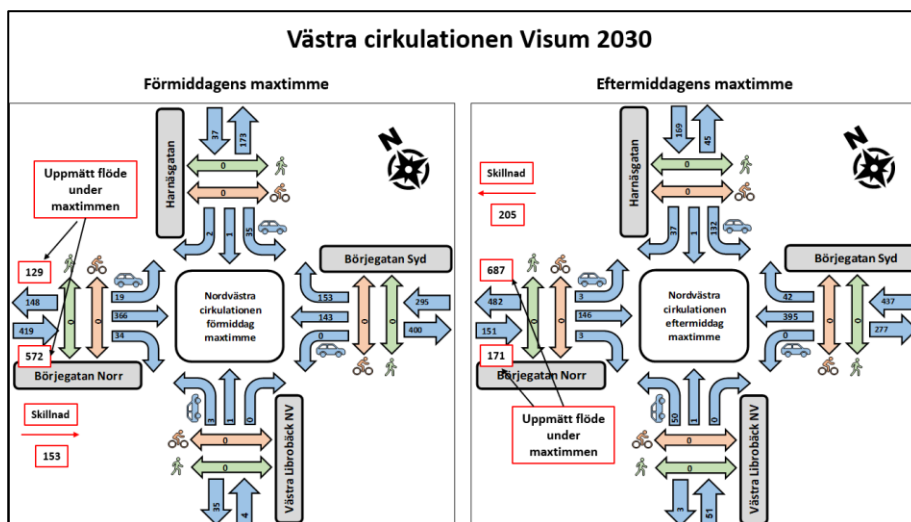 Västra cirkulationen Visum 2030
Förmiddagens maxtimme
Eftermiddagens maxtimme
37
173
Harnäsgatan
0
0
N
Uppmätt flöde
under
maxtimmen
2
1
35
Börjegatan Syd
129
148
419
572
0
0
19
366
34
Nordvästra
cirkulationen
förmiddag
maxtimme
153
143
0
0
0
295
400
Börjegatan Norr
Skillnad
153
3
1
0
0
0
Västra Librobäck NV
35
4
169
45
Harnäsgatan
0
0
N
Skillnad
205
37
1
132
Börjegatan Syd
687
482
151
171
0
0
3
146
3
Nordvästra
cirkulationen
eftermiddag
maxtimme
42
395
0
0
0
437
277
Börjegatan Norr
Uppmätt flöde
under
maxtimmen
50
1
0
0
0
Västra Librobäck NV
3
51